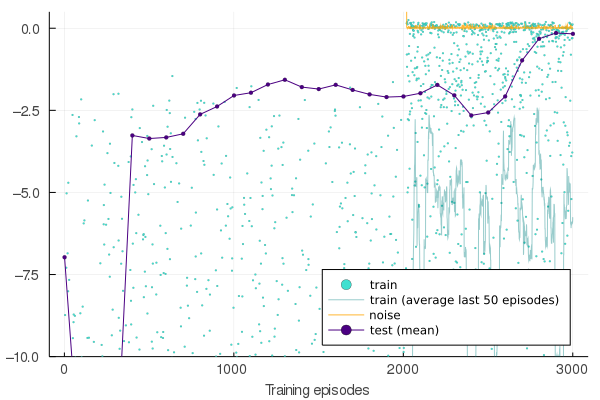 0.0
−2.5
−5.0
−7.5
−10.0
0
1000
2000
3000
Training episodes
train
train (average last 50 episodes)
noise
test (mean)